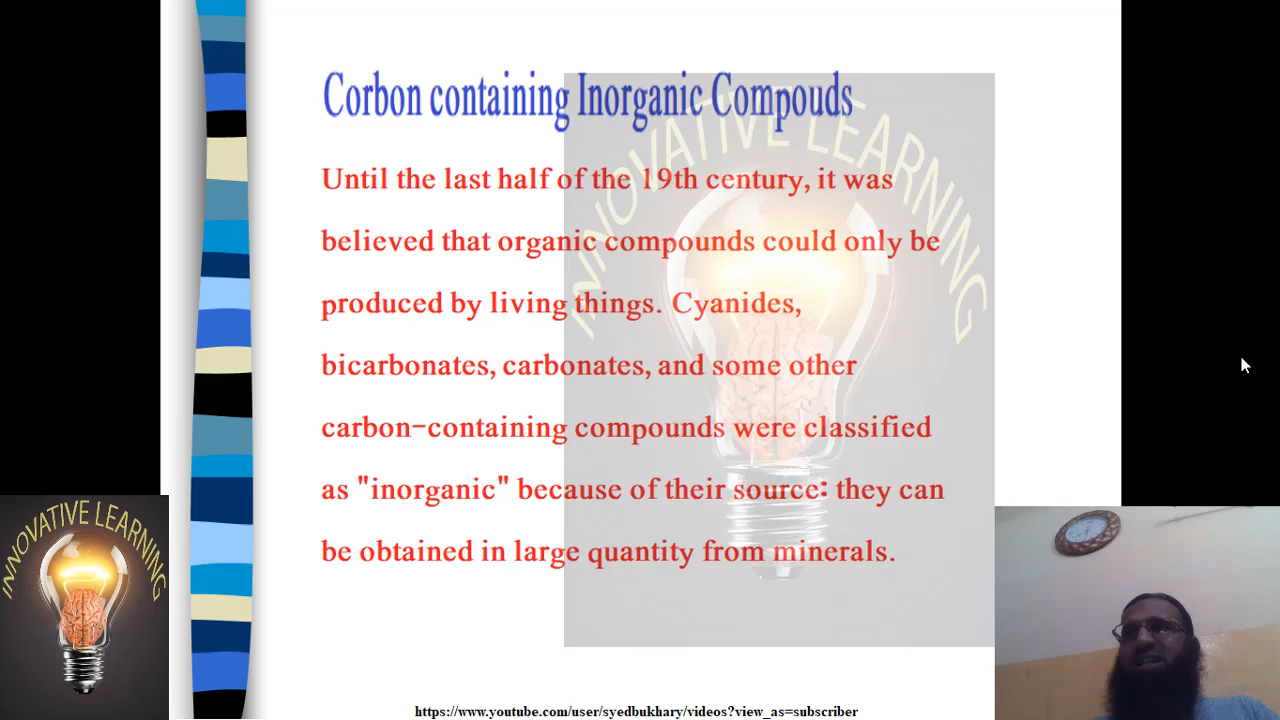 Corbon containing Inorganic Compouds
Until the last half of the 19th century, it was
believed that organic compounds could only be
produced by living things. Cyanides,
bicarbonates, carbonates, and some other
carbon-containing compounds were classified
as "inorganic" because of their source: they can
be obtained in large quantity from minerals.
INNOVATIVE LEARNING
INNOVATIVE LEARNING
https://www.youtube.com/user/syedbukhary/videos?view_as=subscriber